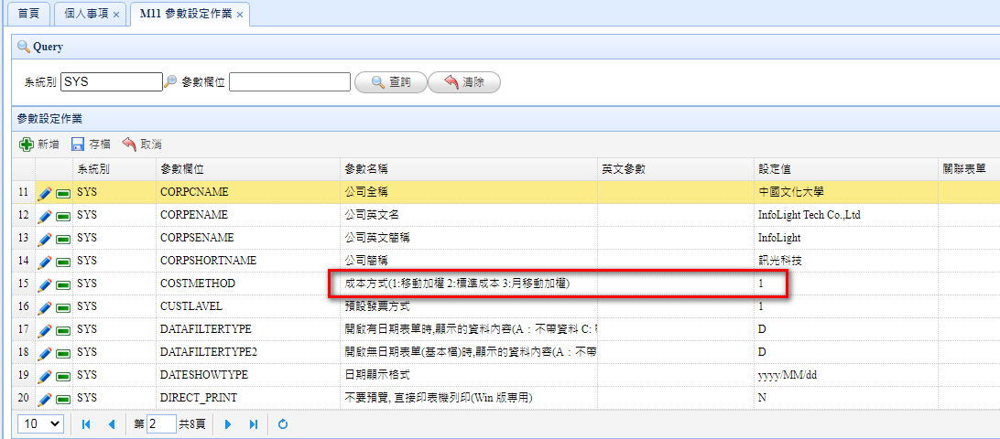 首頁 個人事項 × M11 參數設定作業 ×
Query
系統別 SYS 參數欄位 查詢 清除
參數設定作業
新增 存檔 取消
系統別 參數欄位 參數名稱 英文參數 設定值 關聯表單
11 SYS CORPCNAME 公司全稱 中國文化大學
12 SYS CORPENAME 公司英文名 InfoLight Tech Co.,Ltd
13 SYS CORPSENAME 公司英文簡稱 InfoLight
14 SYS CORPSHORTNAME 公司簡稱 訊光科技
15 SYS COSTMETHOD 成本方式(1:移動加權 2:標準成本 3:月移動加權) 1
16 SYS CUSTLAVEL 預設發票方式 1
17 SYS DATAFILTERTYPE 開啟有日期表單時,顯示的資料內容(A：不帶資料 C: D
18 SYS DATAFILTERTYPE2 開啟無日期表單(基本檔)時,顯示的資料內容(A：不帶 D
19 SYS DATESHOWTYPE 日期顯示格式 yyyy/MM/dd
20 SYS DIRECT_PRINT 不要預覽, 直接印表機列印(Win 版專用) N
10 第 2 共8頁